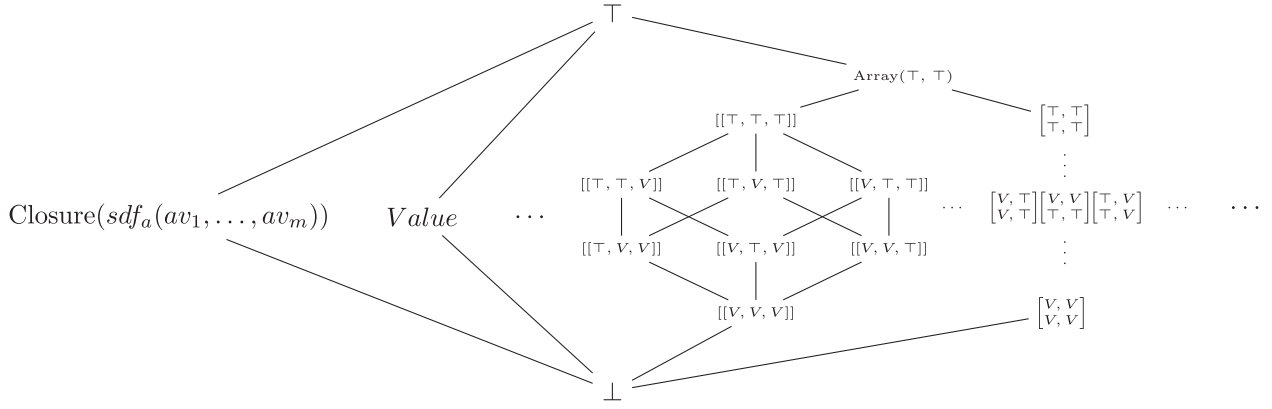 ⊤
Array(⊤, ⊤)
[[⊤, ⊤, ⊤]]
[⊤, ⊤
⊤, ⊤]
⋮
[[⊤, ⊤, V]] [[⊤, V, ⊤]] [[V, ⊤, ⊤]]
Closure(sdf_a(av_1, . . . , av_m)) Value · · · · · · [V, ⊤ [V, V [⊤, V · · · · · ·
V, ⊤] ⊤, ⊤] ⊤, V]
[[⊤, V, V]] [[V, ⊤, V]] [[V, V, ⊤]]
⋮
[[V, V, V]]
[V, V
V, V]
⊥